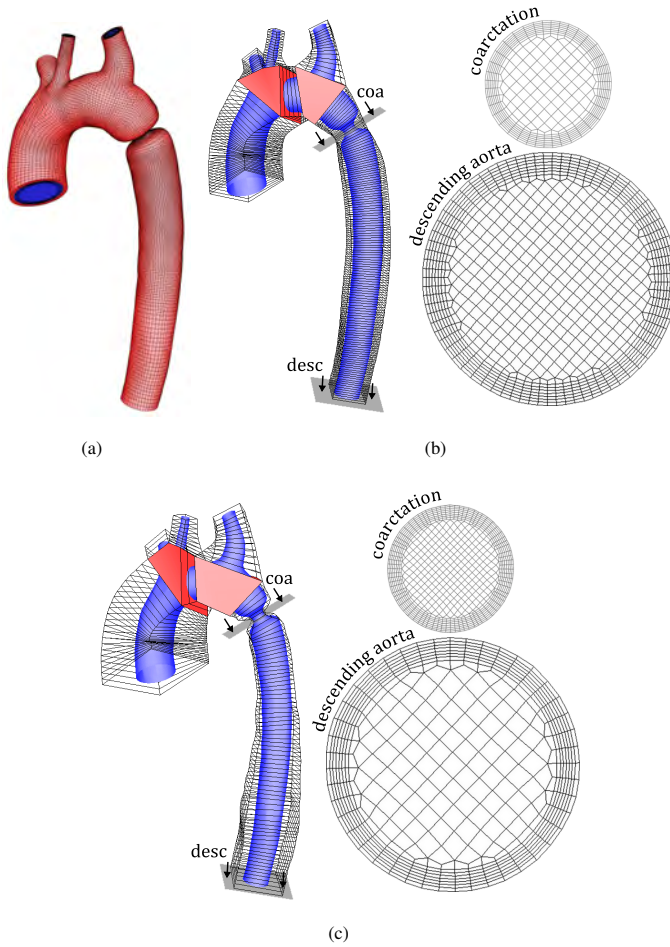 coa
desc
coarctation
descending aorta
(a)
(b)
coa
desc
coarctation
descending aorta
(c)